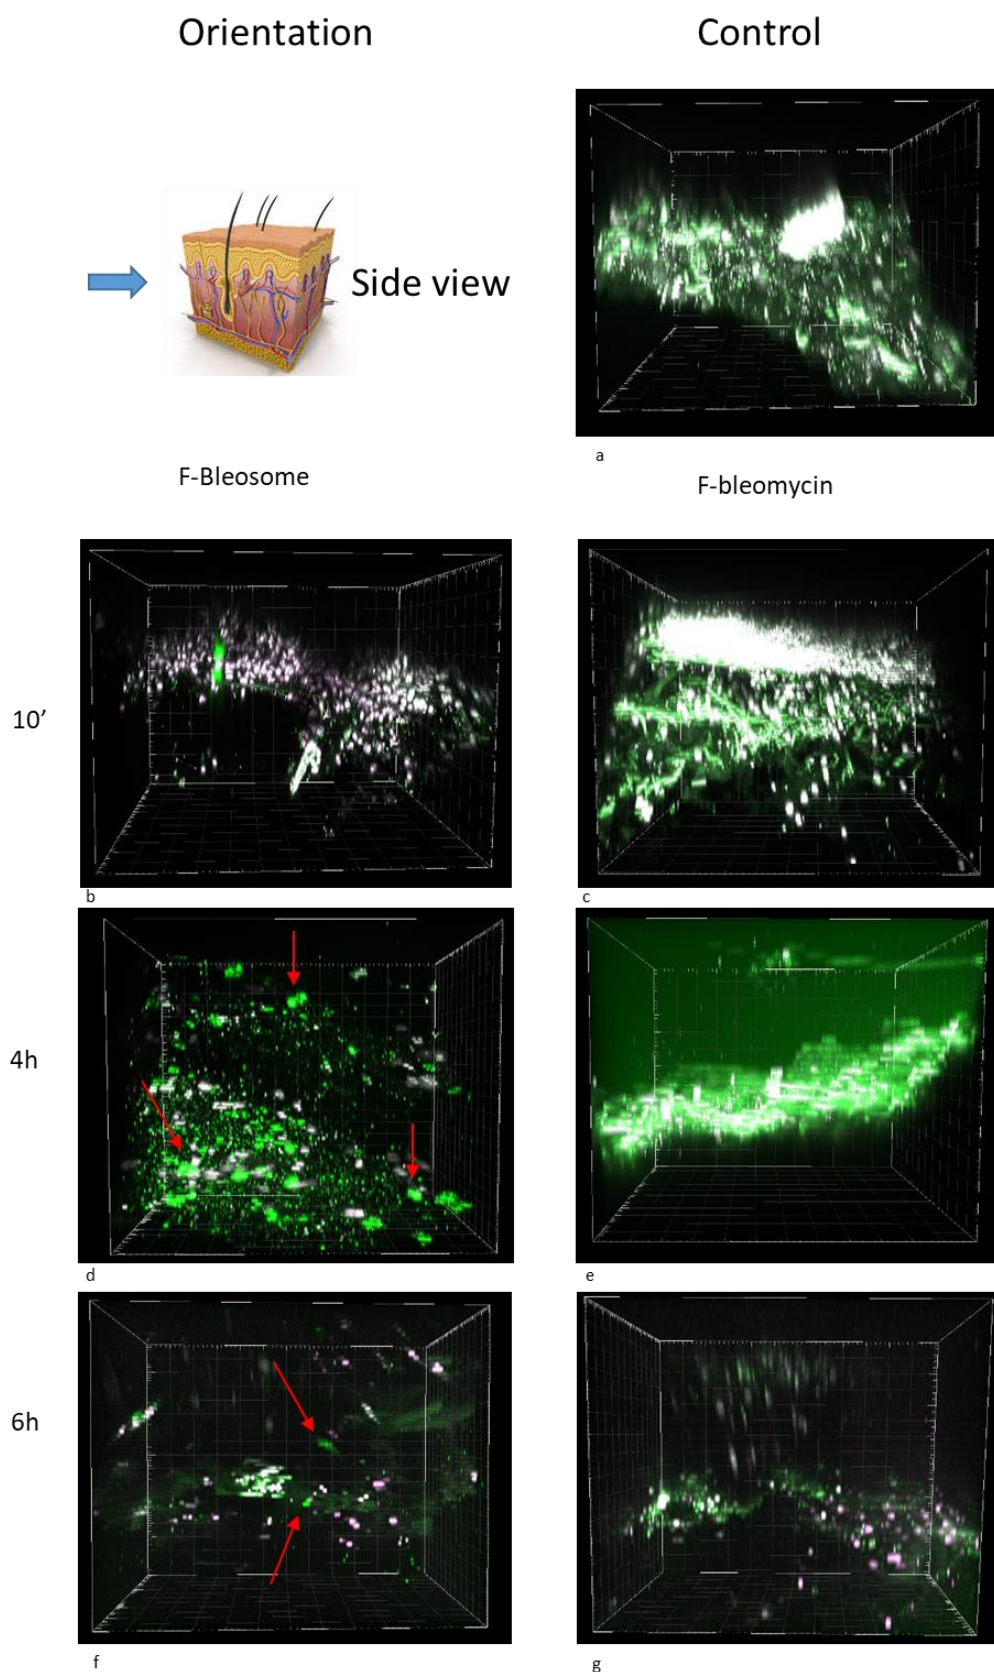 Orientation
Control
Side view
a
F-Bleosome
F-bleomycin
10’
b
c
4h
d
e
6h
f
g